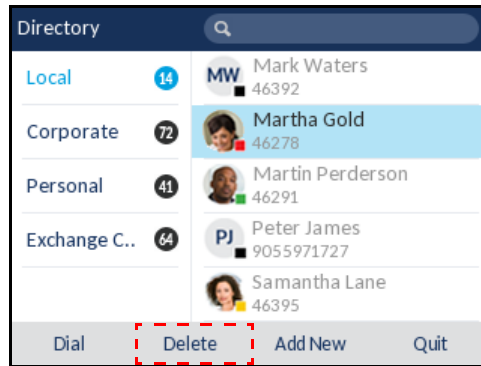 Directory
Local 14
Corporate 72
Personal 41
Exchange C.. 64
MW Mark Waters
46392
Martha Gold
46278
Martin Perderson
46291
PJ Peter James
9055971727
Samantha Lane
46395
Dial Delete Add New Quit